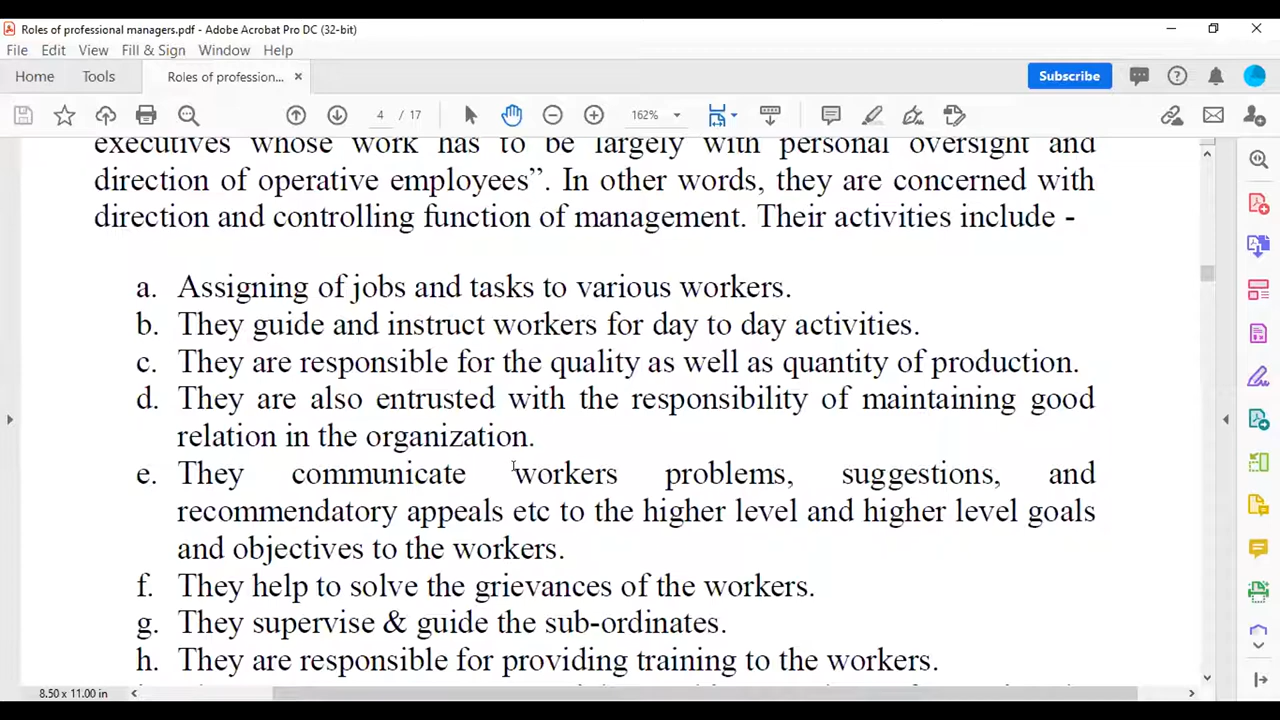 Roles of professional managers.pdf - Adobe Acrobat Pro DC (32-bit)
File Edit View Fill & Sign Window Help
Home Tools Roles of profession... × Subscribe
4 / 17 162%
executives whose work has to be largely with personal oversight and
direction of operative employees”. In other words, they are concerned with
direction and controlling function of management. Their activities include -
a. Assigning of jobs and tasks to various workers.
b. They guide and instruct workers for day to day activities.
c. They are responsible for the quality as well as quantity of production.
d. They are also entrusted with the responsibility of maintaining good
relation in the organization.
e. They communicate workers problems, suggestions, and
recommendatory appeals etc to the higher level and higher level goals
and objectives to the workers.
f. They help to solve the grievances of the workers.
g. They supervise & guide the sub-ordinates.
h. They are responsible for providing training to the workers.
8.50 x 11.00 in